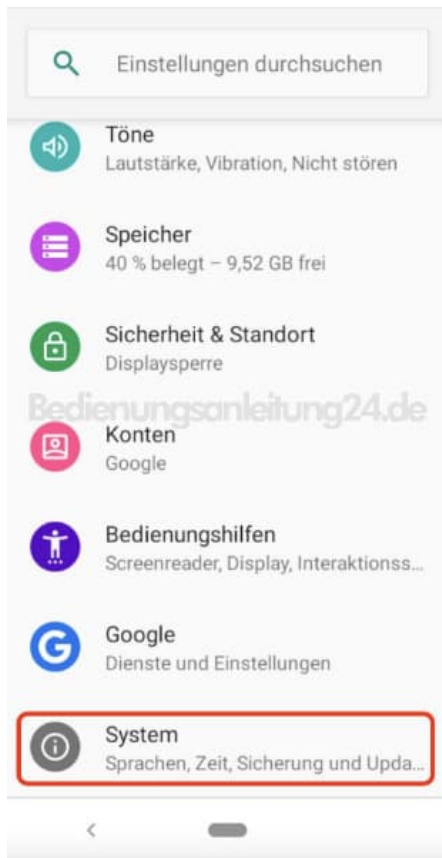 Einstellungen durchsuchen
Töne
Lautstärke, Vibration, Nicht stören
Speicher
40 % belegt – 9,52 GB frei
Sicherheit & Standort
Displaysperre
Bedienungsanleitung24.de
Konten
Google
Bedienungshilfen
Screenreader, Display, Interaktionss...
Google
Dienste und Einstellungen
System
Sprachen, Zeit, Sicherung und Upda...